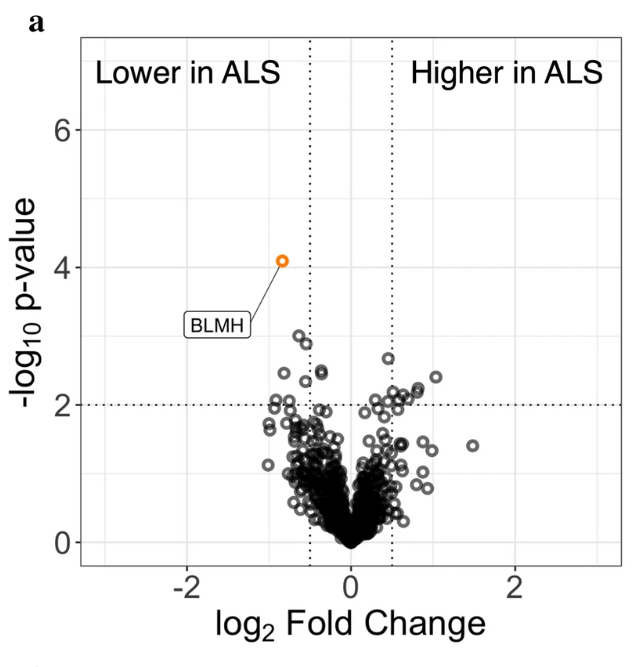 a
Lower in ALS
Higher in ALS
6
4
BLMH
2
0
-2
0
2
-log₁₀ p-value
log₂ Fold Change